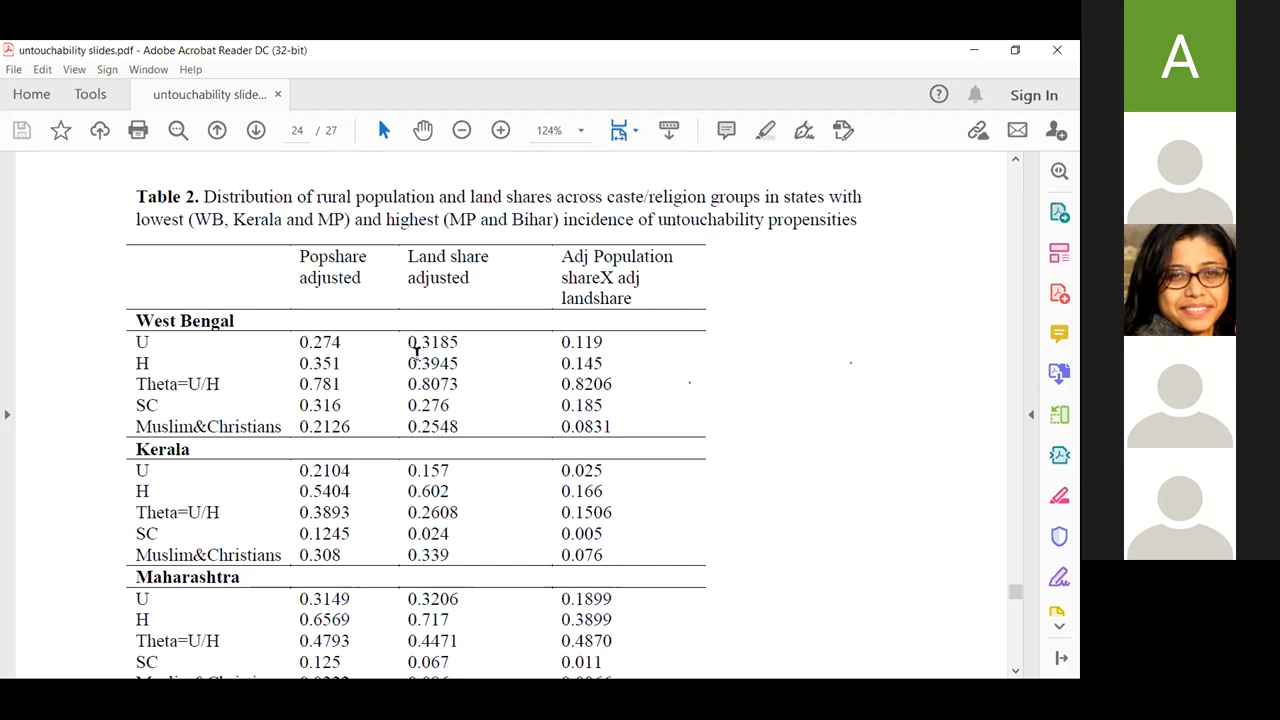 untouchability slides.pdf - Adobe Acrobat Reader DC (32-bit)
File Edit View Sign Window Help
Home Tools untouchability slide... × Sign In
24 / 27 124%
Table 2. Distribution of rural population and land shares across caste/religion groups in states with
lowest (WB, Kerala and MP) and highest (MP and Bihar) incidence of untouchability propensities
Popshare Land share Adj Population
adjusted adjusted shareX adj
landshare
West Bengal
U 0.274 0.3185 0.119
H 0.351 0.3945 0.145
Theta=U/H 0.781 0.8073 0.8206
SC 0.316 0.276 0.185
Muslim&Christians 0.2126 0.2548 0.0831
Kerala
U 0.2104 0.157 0.025
H 0.5404 0.602 0.166
Theta=U/H 0.3893 0.2608 0.1506
SC 0.1245 0.024 0.005
Muslim&Christians 0.308 0.339 0.076
Maharashtra
U 0.3149 0.3206 0.1899
H 0.6569 0.717 0.3899
Theta=U/H 0.4793 0.4471 0.4870
SC 0.125 0.067 0.011
A